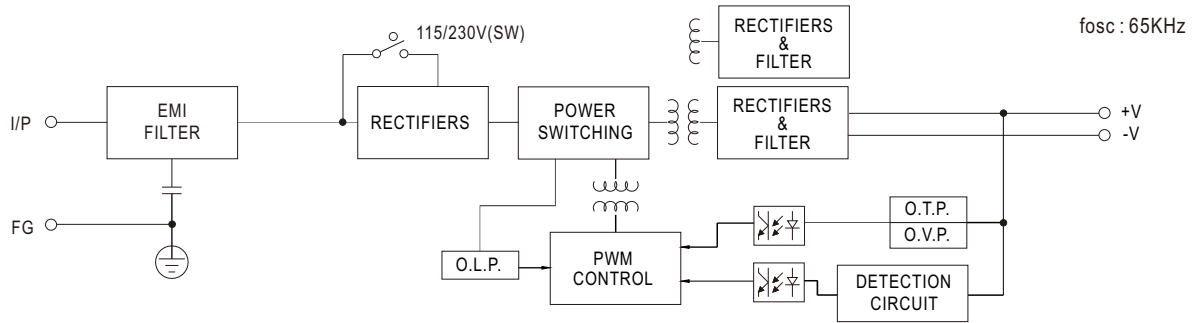 115/230V(SW)
RECTIFIERS
&
FILTER
fosc : 65KHz
I/P
EMI
FILTER
RECTIFIERS
POWER
SWITCHING
RECTIFIERS
&
FILTER
+V
-V
FG
O.L.P.
PWM
CONTROL
O.T.P.
O.V.P.
DETECTION
CIRCUIT